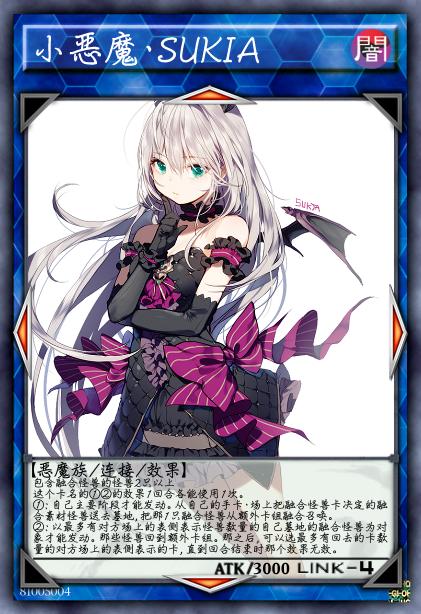 小恶魔·SUKIA
闇
SUKIA
【恶魔族/连接/效果】
包含融合怪兽的怪兽2只以上
这个卡名的①②的效果1回合各能使用1次。
①：自己主要阶段才能发动。从自己的手卡·场上把融合怪兽卡决定的融
合素材怪兽送去墓地，把那1只融合怪兽从额外卡组融合召唤。
②：以最多有对方场上的表侧表示怪兽数量的自己墓地的融合怪兽为对
象才能发动。那些怪兽回到额外卡组。那之后，可以选最多有回去的卡数
量的对方场上的表侧表示的卡，直到回合结束时那个效果无效。
ATK/3000 LINK-4
8100S004